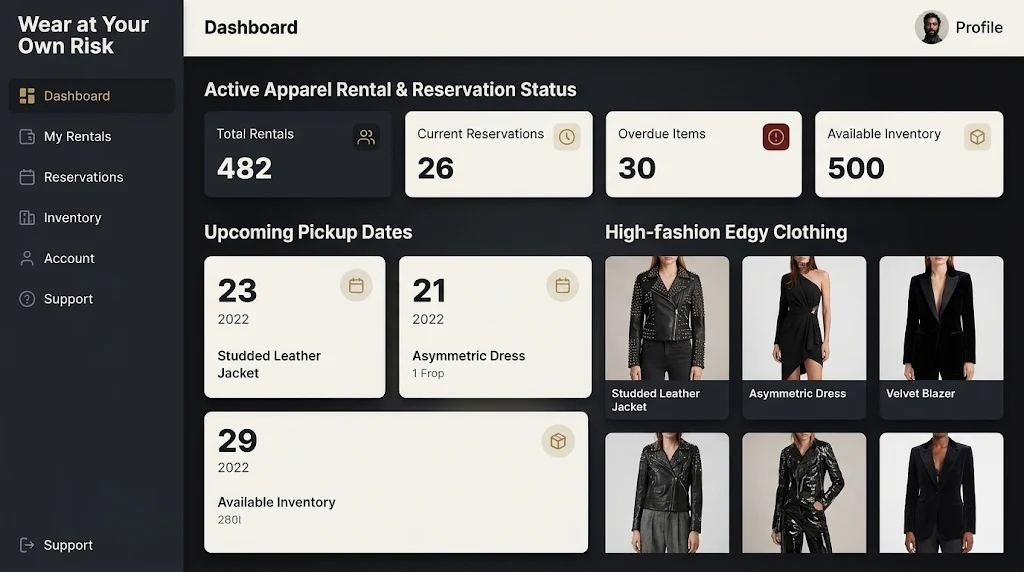 Wear at Your
Own Risk
Dashboard
My Rentals
Reservations
Inventory
Account
Support
Support
Dashboard
Profile
Active Apparel Rental & Reservation Status
Total Rentals
482
Current Reservations
26
Overdue Items
30
Available Inventory
500
Upcoming Pickup Dates
23
2022
Studded Leather
Jacket
21
2022
Asymmetric Dress
1 Frop
29
2022
Available Inventory
High-fashion Edgy Clothing
Studded Leather
Jacket
Asymmetric Dress
Velvet Blazer